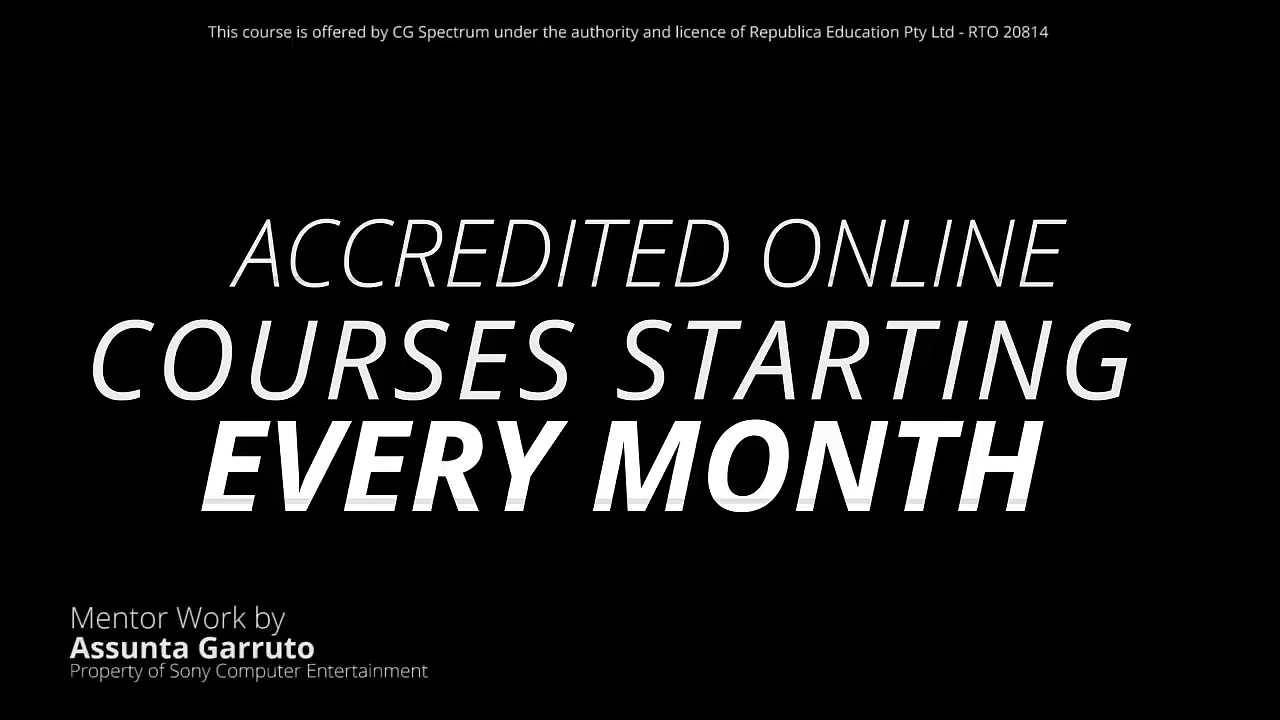 This course is offered by CG Spectrum under the authority and licence of Republica Education Pty Ltd - RTO 20814
ACCREDITED ONLINE
COURSES STARTING
EVERY MONTH
Mentor Work by
Assunta Garruto
Property of Sony Computer Entertainment